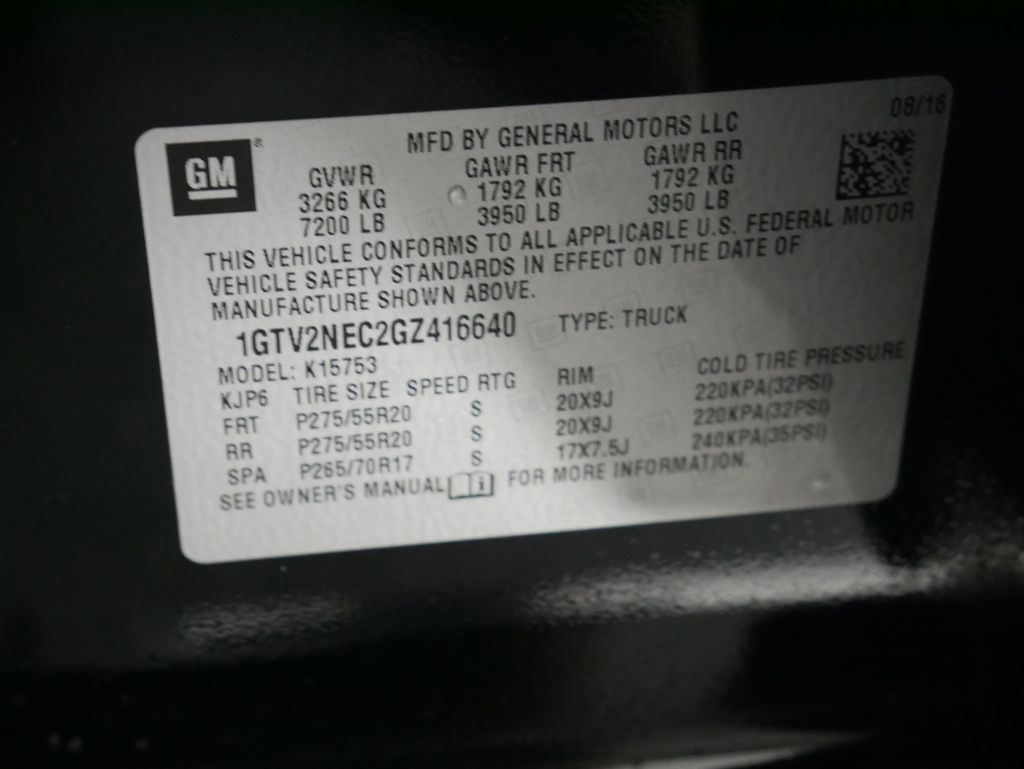 08/16
GM
MFD BY GENERAL MOTORS LLC
GVWR GAWR FRT GAWR RR
3266 KG 1792 KG 1792 KG
7200 LB 3950 LB 3950 LB
THIS VEHICLE CONFORMS TO ALL APPLICABLE U.S. FEDERAL MOTOR
VEHICLE SAFETY STANDARDS IN EFFECT ON THE DATE OF
MANUFACTURE SHOWN ABOVE.
1GTV2NEC2GZ416640 TYPE: TRUCK
MODEL: K15753
KJP6 TIRE SIZE SPEED RTG RIM COLD TIRE PRESSURE
FRT P275/55R20 S 20X9J 220KPA(32PSI)
RR P275/55R20 S 20X9J 220KPA(32PSI)
SPA P265/70R17 S 17X7.5J 240KPA(35PSI)
SEE OWNER'S MANUAL i FOR MORE INFORMATION.